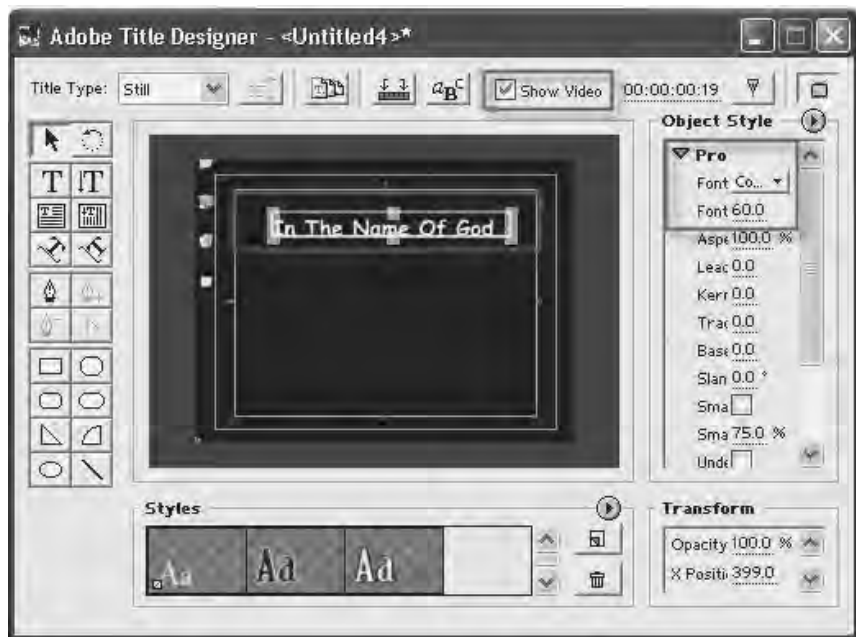 Adobe Title Designer - <Untitled4>*
Title Type: Still
Show Video
00:00:00:19
Object Style
Pro
Font Co...
Font 60.0
Aspe 100.0 %
Leac 0.0
Kerr 0.0
Trac 0.0
Base 0.0
Slan 0.0 °
Sma
Sma 75.0 %
Unde
T IT
In The Name Of God
Styles
Aa Aa Aa
Transform
Opacity 100.0 %
X Positi 399.0